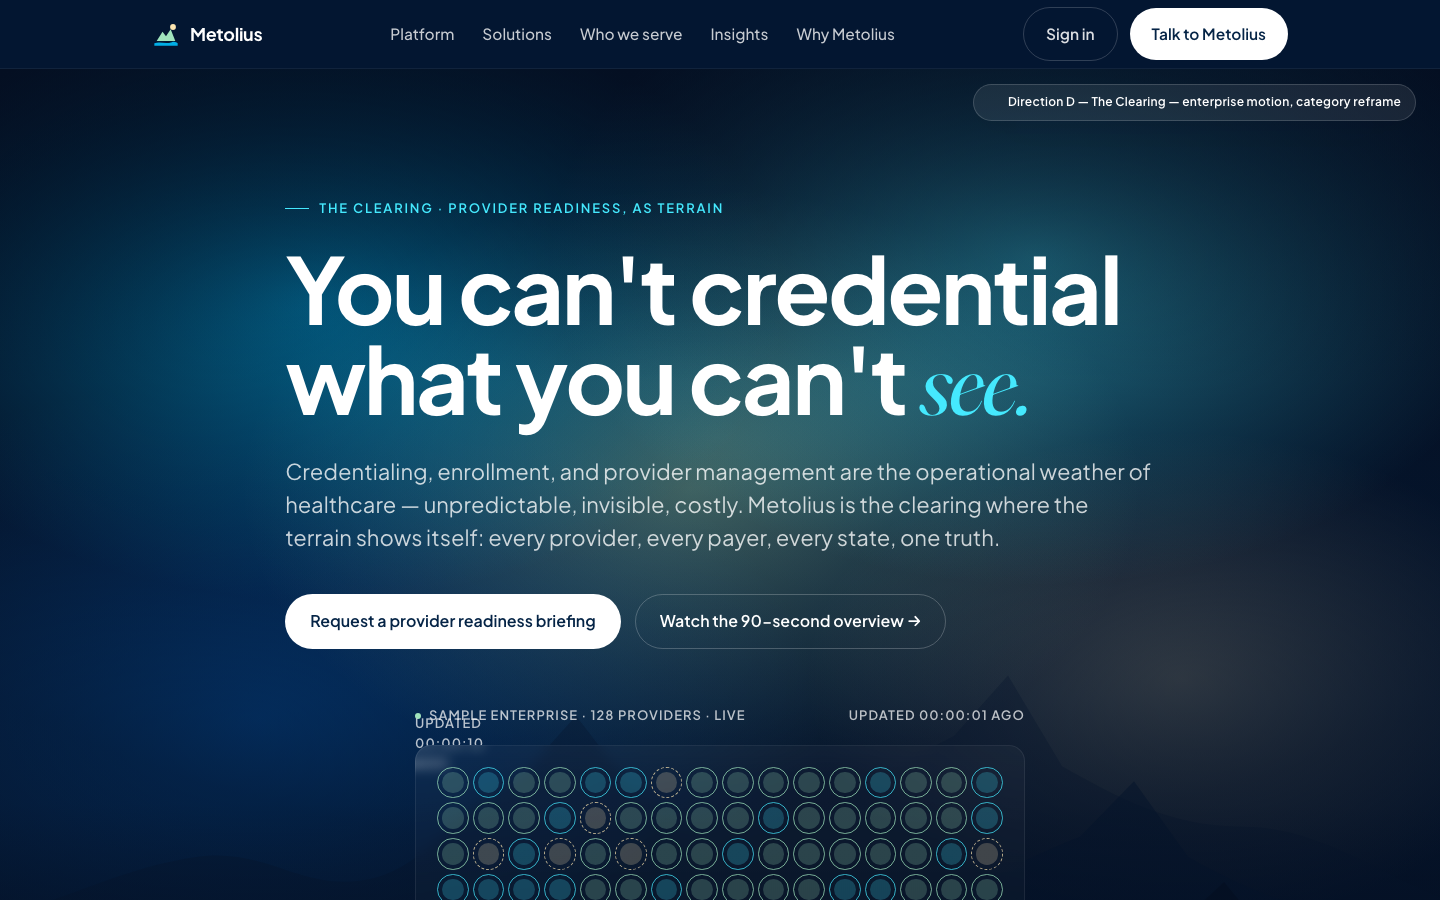 Metolius
Platform
Solutions
Who we serve
Insights
Why Metolius
Sign in
Talk to Metolius
Direction D — The Clearing — enterprise motion, category reframe
THE CLEARING · PROVIDER READINESS, AS TERRAIN
You can't credential
what you can't see.
Credentialing, enrollment, and provider management are the operational weather of
healthcare — unpredictable, invisible, costly. Metolius is the clearing where the
terrain shows itself: every provider, every payer, every state, one truth.
Request a provider readiness briefing
Watch the 90-second overview →
SAMPLE ENTERPRISE · 128 PROVIDERS · LIVE
UPDATED 00:00:01 AGO
UPDATED
00:00:10